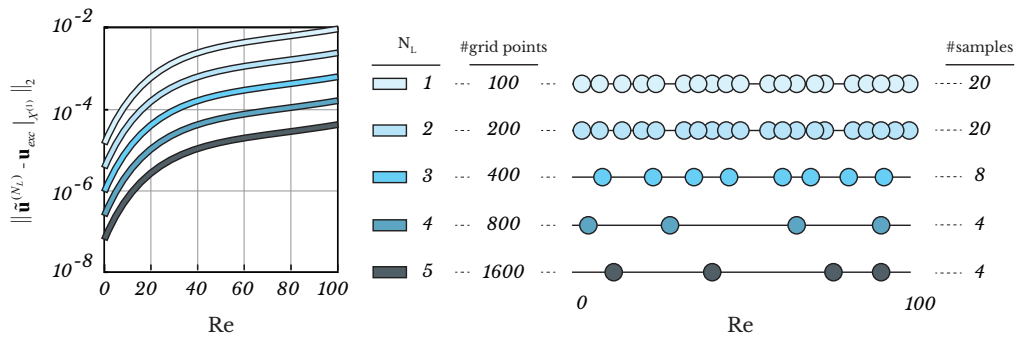 10⁻²
10⁻⁴
10⁻⁶
10⁻⁸
|| ũ^(N_L) - u_exc |_X^(1) ||₂
0 20 40 60 80 100
Re
N_L #grid points #samples
1 --- 100 --- 20
2 --- 200 --- 20
3 --- 400 --- 8
4 --- 800 --- 4
5 --- 1600 --- 4
0 100
Re